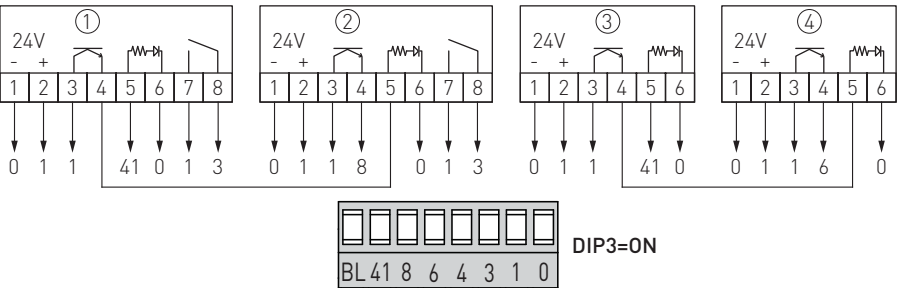 ① ② ③ ④
24V 24V 24V 24V
- + - + - + - +
1 2 3 4 5 6 7 8 1 2 3 4 5 6 7 8 1 2 3 4 5 6 1 2 3 4 5 6
0 1 1 41 0 1 3 0 1 1 8 0 1 3 0 1 1 41 0 0 1 1 6 0
DIP3=ON
BL 41 8 6 4 3 1 0